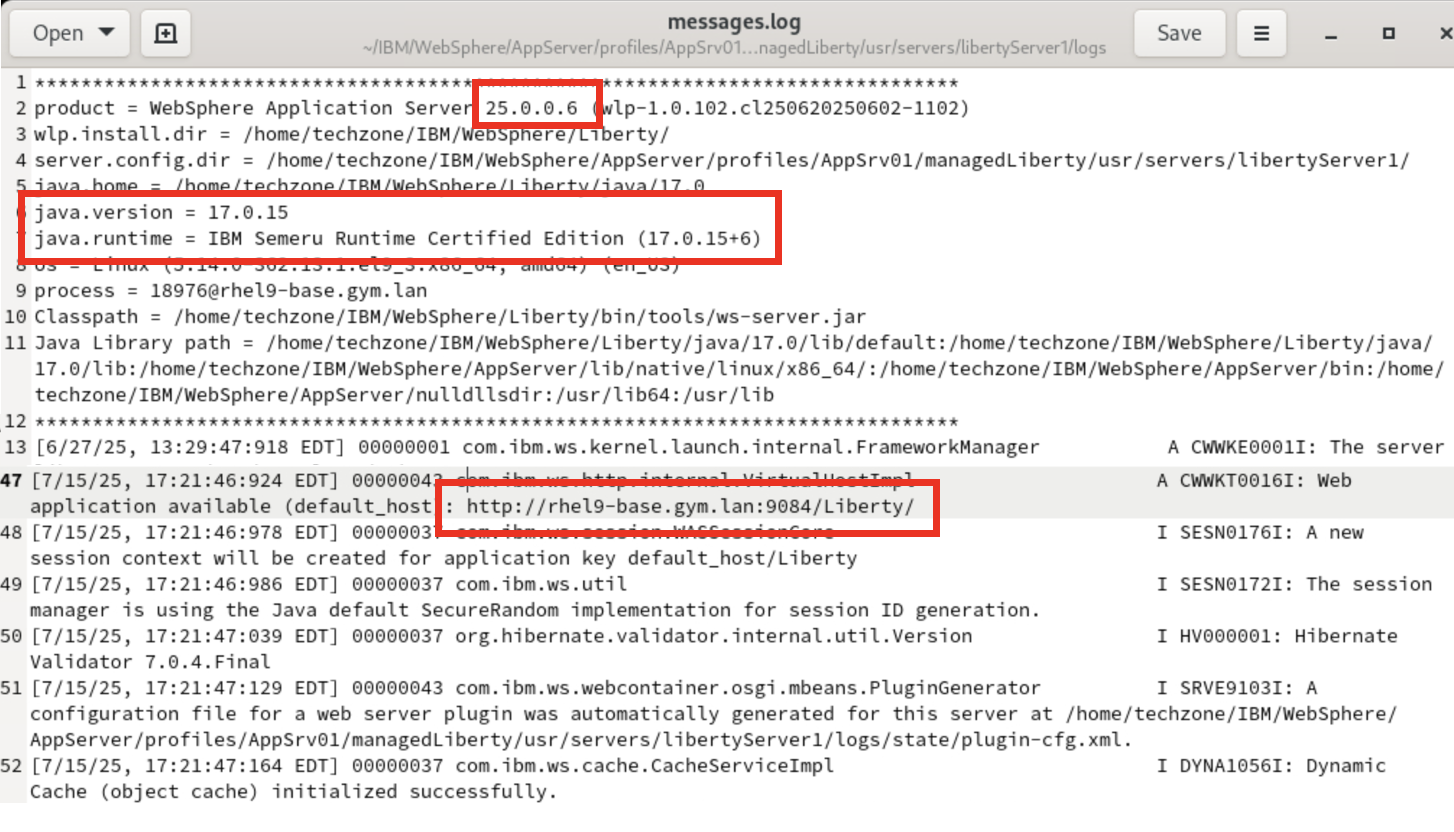 messages.log
Open
~/IBM/WebSphere/AppServer/profiles/AppSrv01...nagedLiberty/usr/servers/libertyServer1/logs
Save
1 ********************************************************************************
2 product = WebSphere Application Server 25.0.0.6 (wlp-1.0.102.cl250620250602-1102)
3 wlp.install.dir = /home/techzone/IBM/WebSphere/Liberty/
4 server.config.dir = /home/techzone/IBM/WebSphere/AppServer/profiles/AppSrv01/managedLiberty/usr/servers/libertyServer1/
5 java.home = /home/techzone/IBM/WebSphere/Liberty/java/17.0
6 java.version = 17.0.15
7 java.runtime = IBM Semeru Runtime Certified Edition (17.0.15+6)
8 os = Linux (5.14.0-362.13.1.el9_3.x86_64; amd64) (en_US)
9 process = 18976@rhel9-base.gym.lan
10 Classpath = /home/techzone/IBM/WebSphere/Liberty/bin/tools/ws-server.jar
11 Java Library path = /home/techzone/IBM/WebSphere/Liberty/java/17.0/lib/default:/home/techzone/IBM/WebSphere/Liberty/java/
17.0/lib:/home/techzone/IBM/WebSphere/AppServer/lib/native/linux/x86_64/:/home/techzone/IBM/WebSphere/AppServer/bin:/home/
techzone/IBM/WebSphere/AppServer/nulldllsdir:/usr/lib64:/usr/lib
12 ********************************************************************************
13 [6/27/25, 13:29:47:918 EDT] 00000001 com.ibm.ws.kernel.launch.internal.FrameworkManager A CWWKE0001I: The server
47 [7/15/25, 17:21:46:924 EDT] 00000043 com.ibm.ws.http.internal.VirtualHostImpl A CWWKT0016I: Web
application available (default_host): http://rhel9-base.gym.lan:9084/Liberty/
48 [7/15/25, 17:21:46:978 EDT] 00000037 com.ibm.ws.session.WASSessionCore I SESN0176I: A new
session context will be created for application key default_host/Liberty
49 [7/15/25, 17:21:46:986 EDT] 00000037 com.ibm.ws.util I SESN0172I: The session
manager is using the Java default SecureRandom implementation for session ID generation.
50 [7/15/25, 17:21:47:039 EDT] 00000037 org.hibernate.validator.internal.util.Version I HV000001: Hibernate
Validator 7.0.4.Final
51 [7/15/25, 17:21:47:129 EDT] 00000043 com.ibm.ws.webcontainer.osgi.mbeans.PluginGenerator I SRVE9103I: A
configuration file for a web server plugin was automatically generated for this server at /home/techzone/IBM/WebSphere/
AppServer/profiles/AppSrv01/managedLiberty/usr/servers/libertyServer1/logs/state/plugin-cfg.xml.
52 [7/15/25, 17:21:47:164 EDT] 00000037 com.ibm.ws.cache.CacheServiceImpl I DYNA1056I: Dynamic
Cache (object cache) initialized successfully.